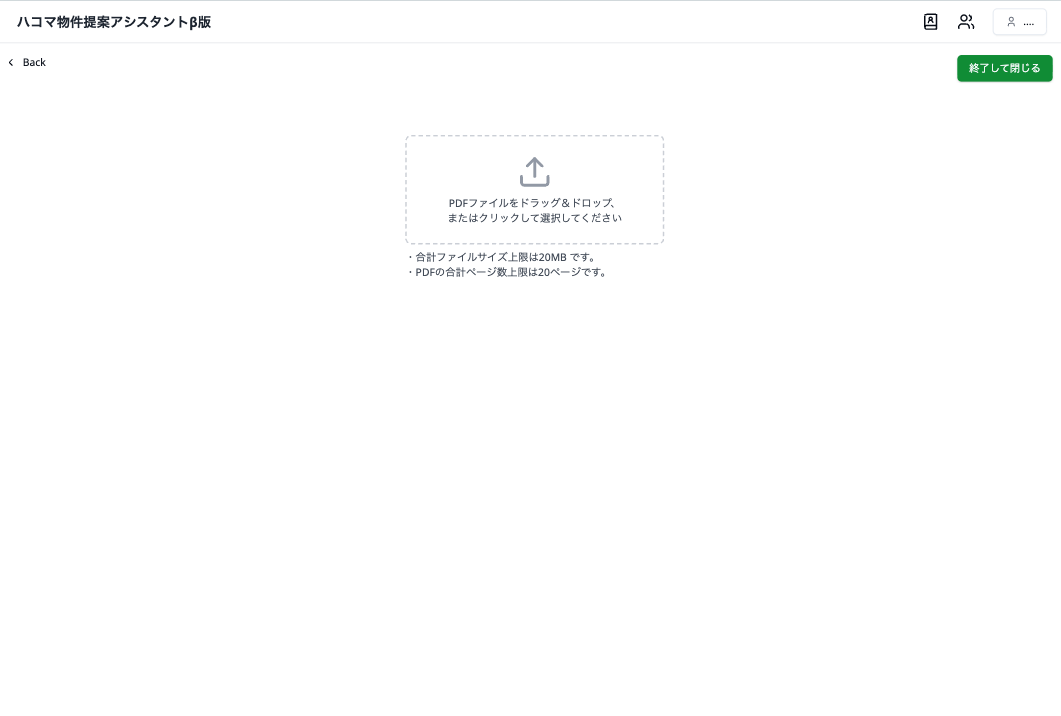 ハコマ物件提案アシスタントβ版
....
Back
終了して閉じる
PDFファイルをドラッグ＆ドロップ、
またはクリックして選択してください
・合計ファイルサイズ上限は20MB です。
・PDFの合計ページ数上限は20ページです。